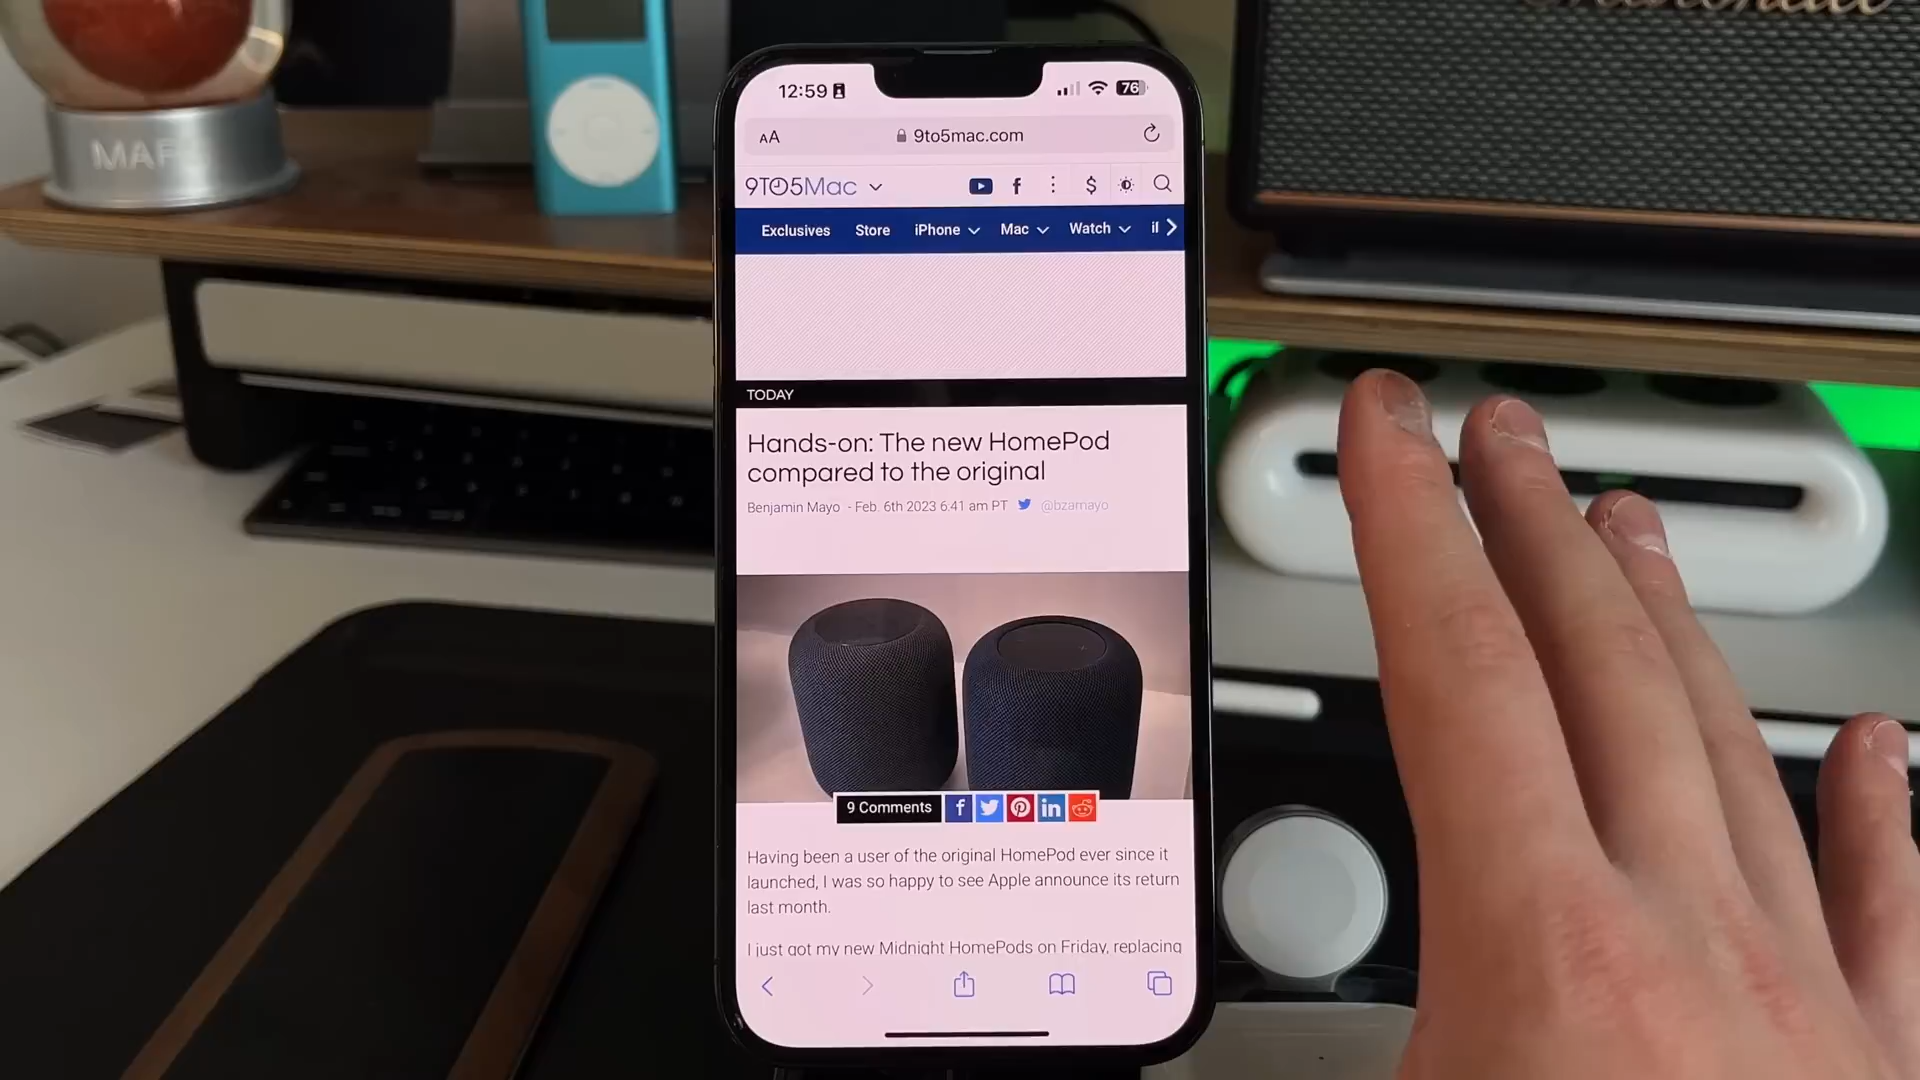 MAR
12:59
76
AA
9to5mac.com
9TO5Mac
$
Exclusives
Store
iPhone
Mac
Watch
TODAY
Hands-on: The new HomePod
compared to the original
Benjamin Mayo - Feb. 6th 2023 6:41 am PT @bzamayo
9 Comments
Having been a user of the original HomePod ever since it
launched, I was so happy to see Apple announce its return
last month.
I just got my new Midnight HomePods on Friday, replacing